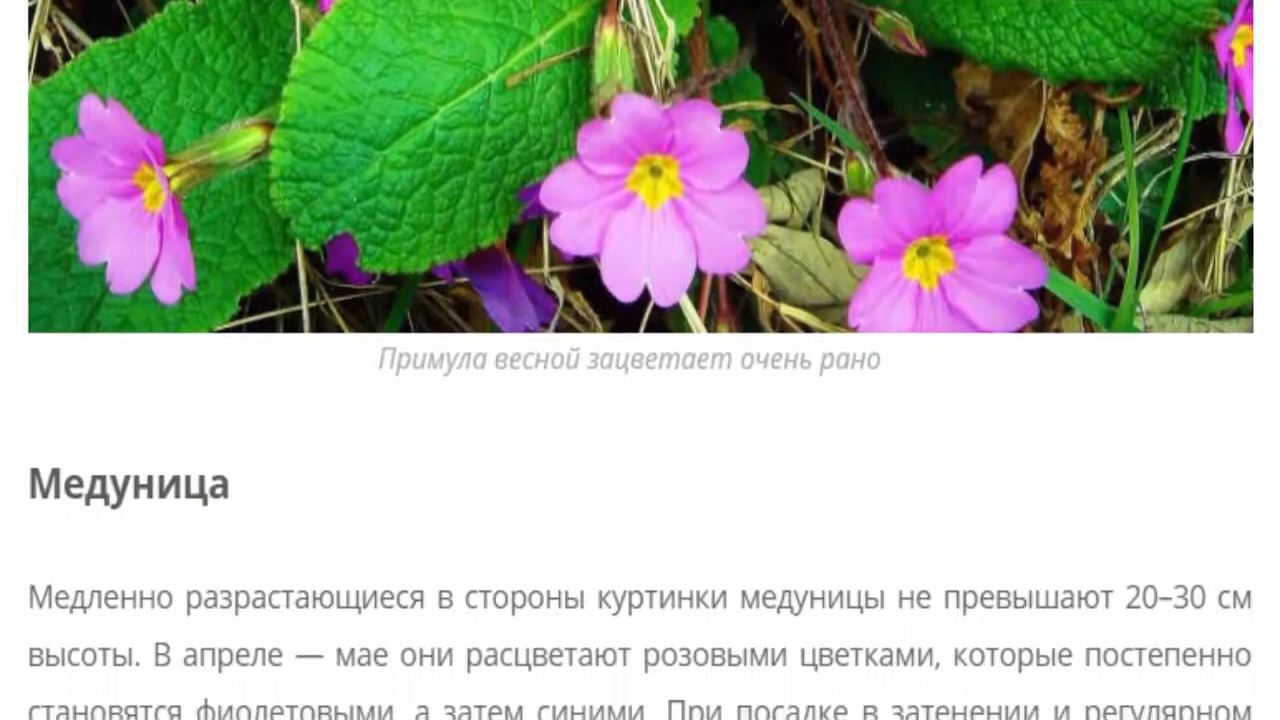 Примула весной зацветает очень рано
Медуница
Медленно разрастающиеся в стороны куртинки медуницы не превышают 20–30 см
высоты. В апреле — мае они расцветают розовыми цветками, которые постепенно
становятся фиолетовыми, а затем синими. При посадке в затенении и регулярном